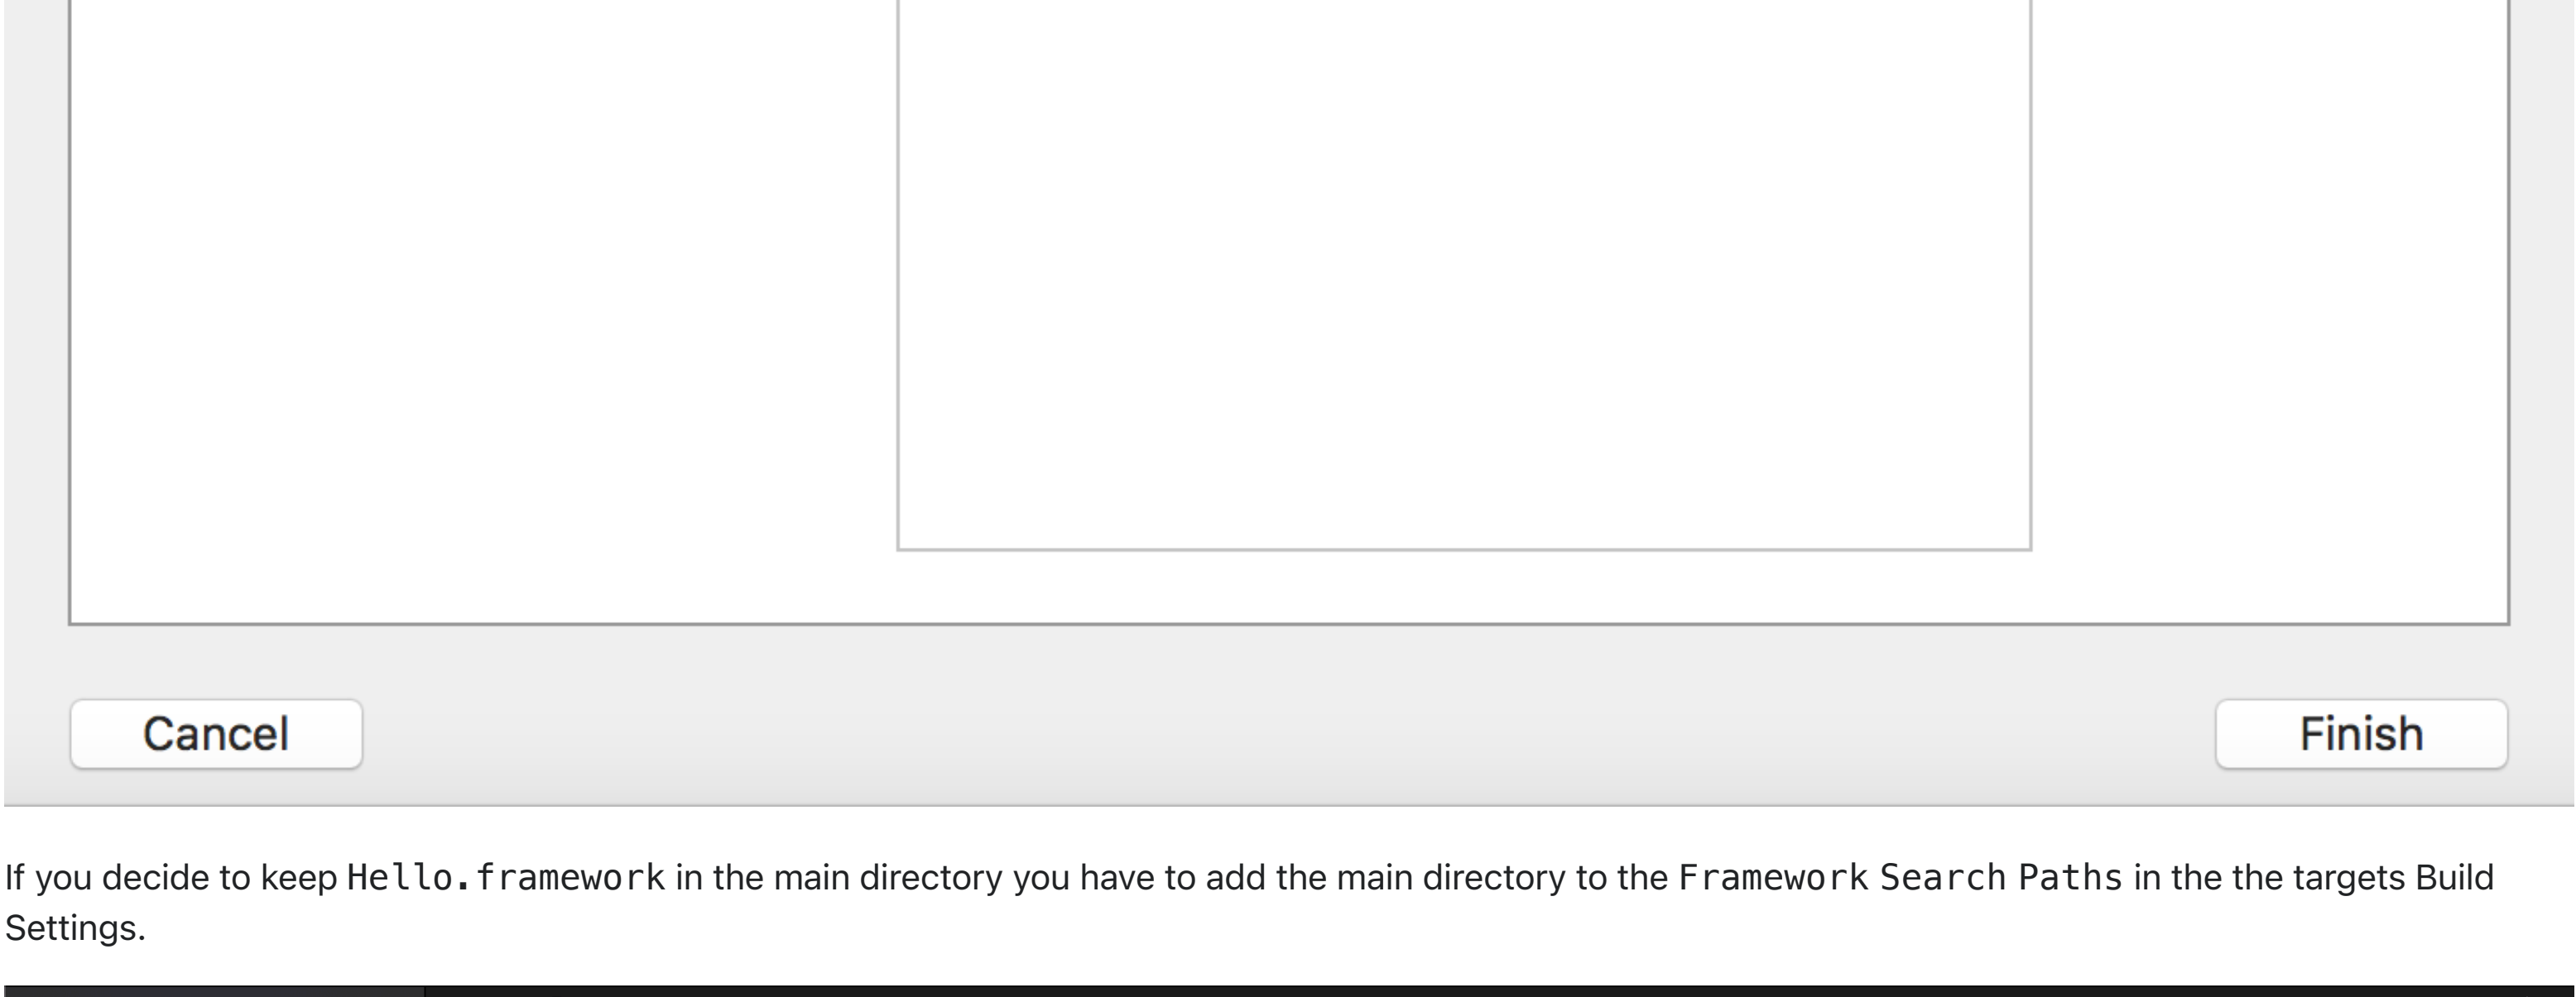 Cancel
Finish
If you decide to keep Hello.framework in the main directory you have to add the main directory to the Framework Search Paths in the the targets Build
Settings.